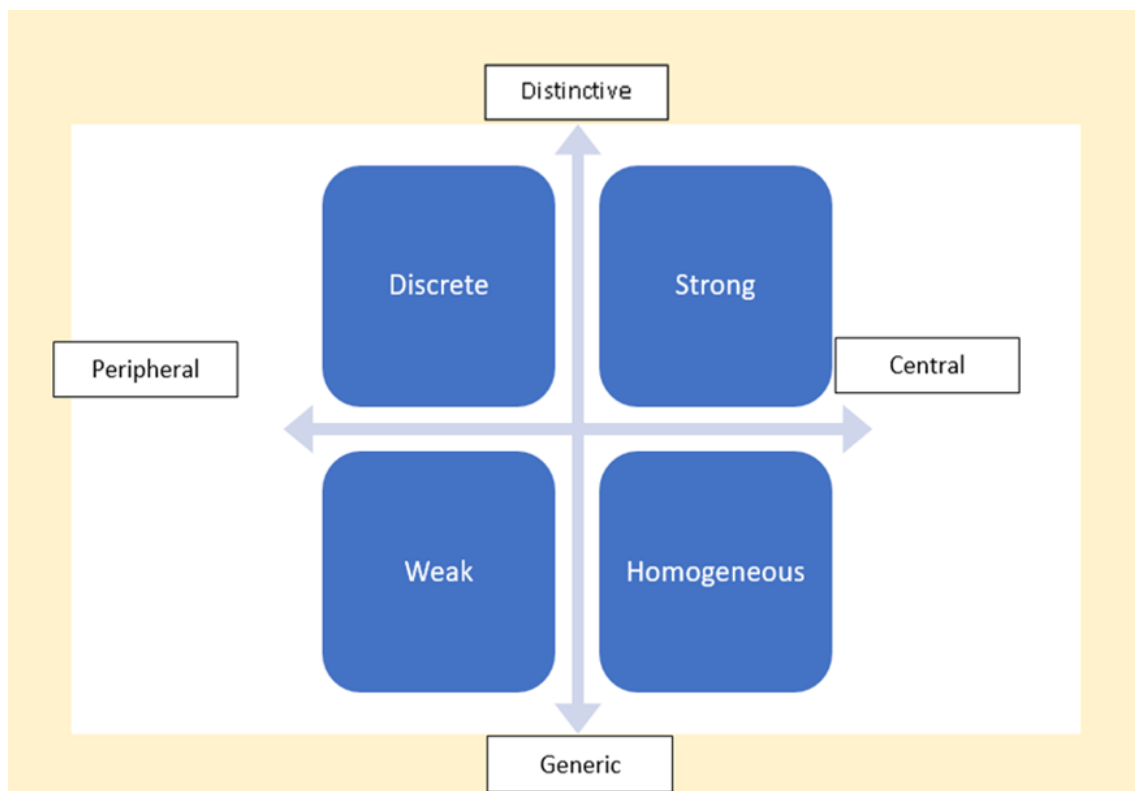 Distinctive
Discrete
Strong
Peripheral
Central
Weak
Homogeneous
Generic